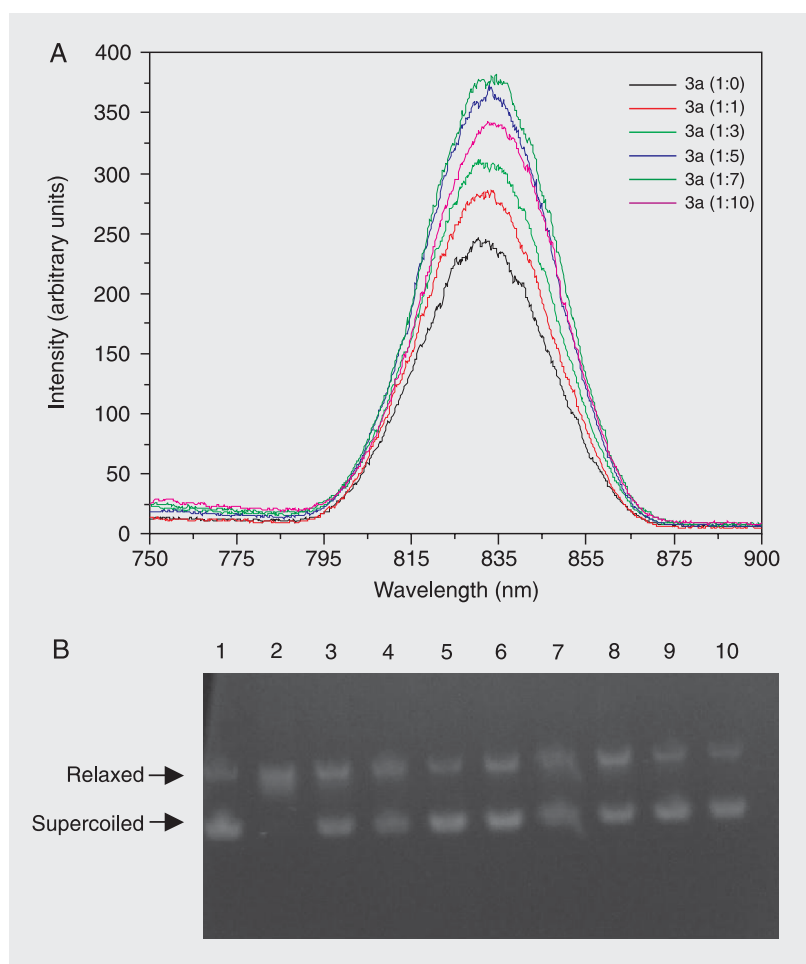 A
400
350
300
250
200
150
100
50
0
Intensity (arbitrary units)
3a (1:0)
3a (1:1)
3a (1:3)
3a (1:5)
3a (1:7)
3a (1:10)
750 775 795 815 835 855 875 900
Wavelength (nm)
B
1 2 3 4 5 6 7 8 9 10
Relaxed
Supercoiled